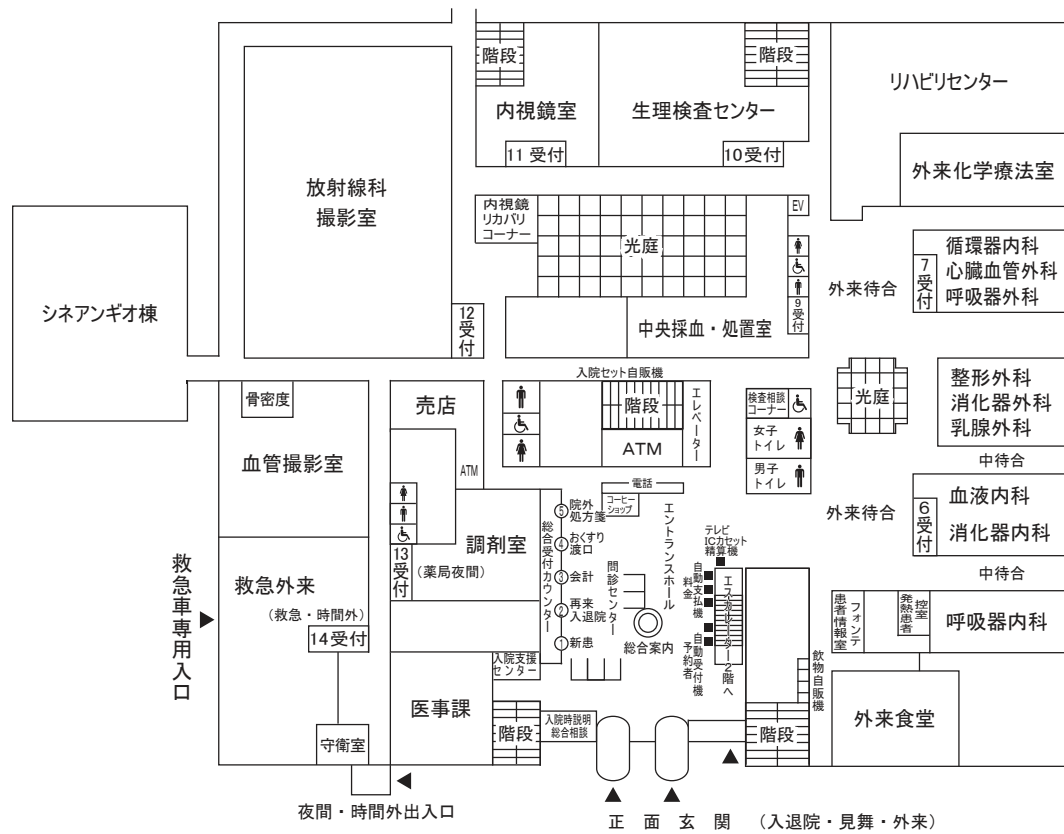 階段
階段
リハビリセンター
内視鏡室
生理検査センター
11 受付
10 受付
外来化学療法室
放射線科
撮影室
内視鏡
リカバリ
コーナー
光庭
EV
循環器内科
心臓血管外科
呼吸器外科
7受付
外来待合
シネアンギオ棟
12受付
中央採血・処置室
9受付
入院セット自販機
骨密度
売店
階段
エレベーター
検査相談
コーナー
光庭
整形外科
消化器外科
乳腺外科
血管撮影室
ATM
ATM
女子
トイレ
男子
トイレ
中待合
電話
コーヒー
ショップ
血液内科
消化器内科
6受付
外来待合
⑤院外
処方箋
④おくすり
渡口
③会計
②再来
入退院
①新患
総合受付カウンター
調剤室
(薬局夜間)
13受付
エントランスホール
テレビ
ICカセット
精算機
自動支払機
料金
エスカレーター2階へ
問診センター
総合案内
自動受付機
予約者
中待合
救急車専用入口
救急外来
(救急・時間外)
14受付
フォンテ
患者情報室
発熱患者
控室
呼吸器内科
入院支援
センター
飲物自販機
医事課
階段
入院時説明
総合相談
階段
外来食堂
守衛室
夜間・時間外出入口
正面玄関 (入退院・見舞・外来)